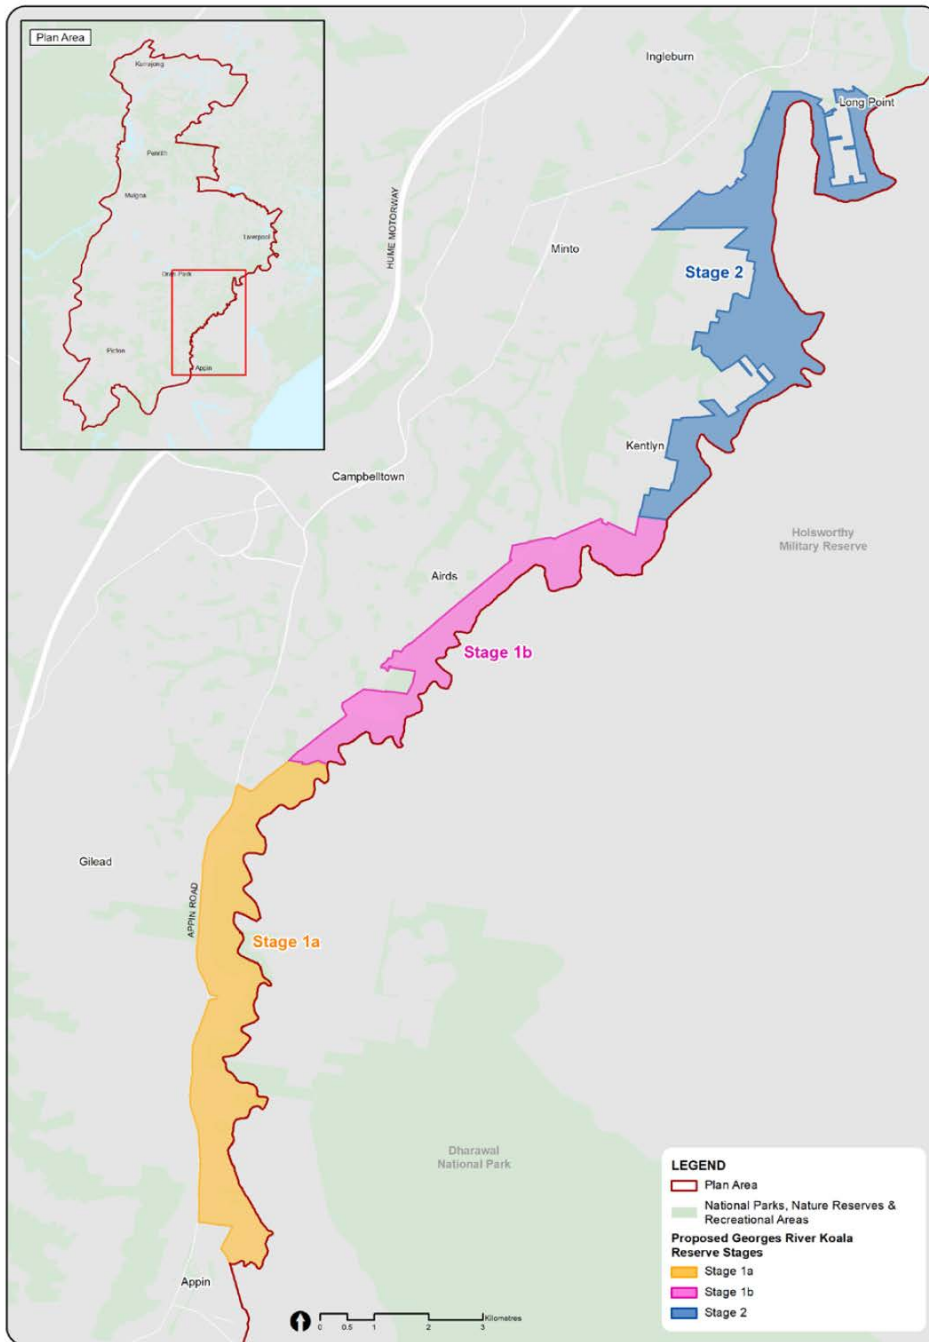 Plan Area
Kurrajong
Penrith
Mulgoa
Liverpool
Oran Park
Picton
Appin
Ingleburn
Long Point
HUME MOTORWAY
Minto
Stage 2
Kentlyn
Campbelltown
Holsworthy
Military Reserve
Airds
Stage 1b
Gilead
APPIN ROAD
Stage 1a
Dharawal
National Park
Appin
LEGEND
Plan Area
National Parks, Nature Reserves &
Recreational Areas
Proposed Georges River Koala
Reserve Stages
Stage 1a
Stage 1b
Stage 2
0 0.5 1 2 3 Kilometres